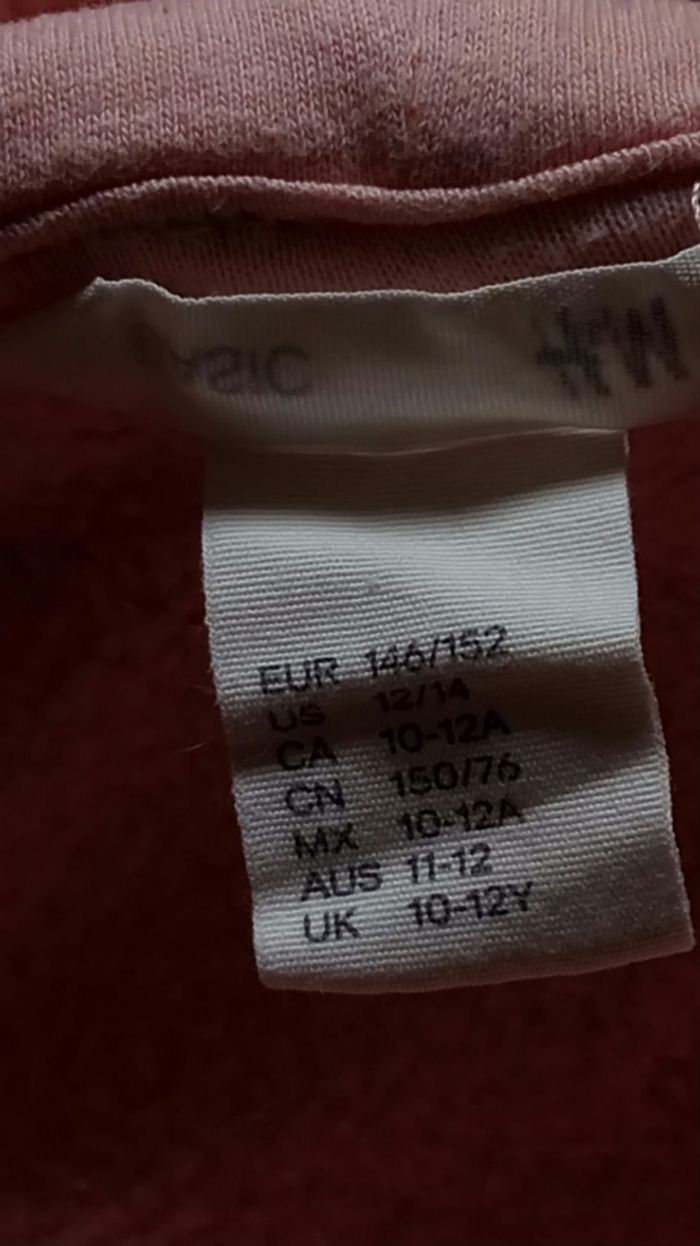 BASIC H&M
EUR 146/152
US 12/14
CA 10-12A
CN 150/76
MX 10-12A
AUS 11-12
UK 10-12Y